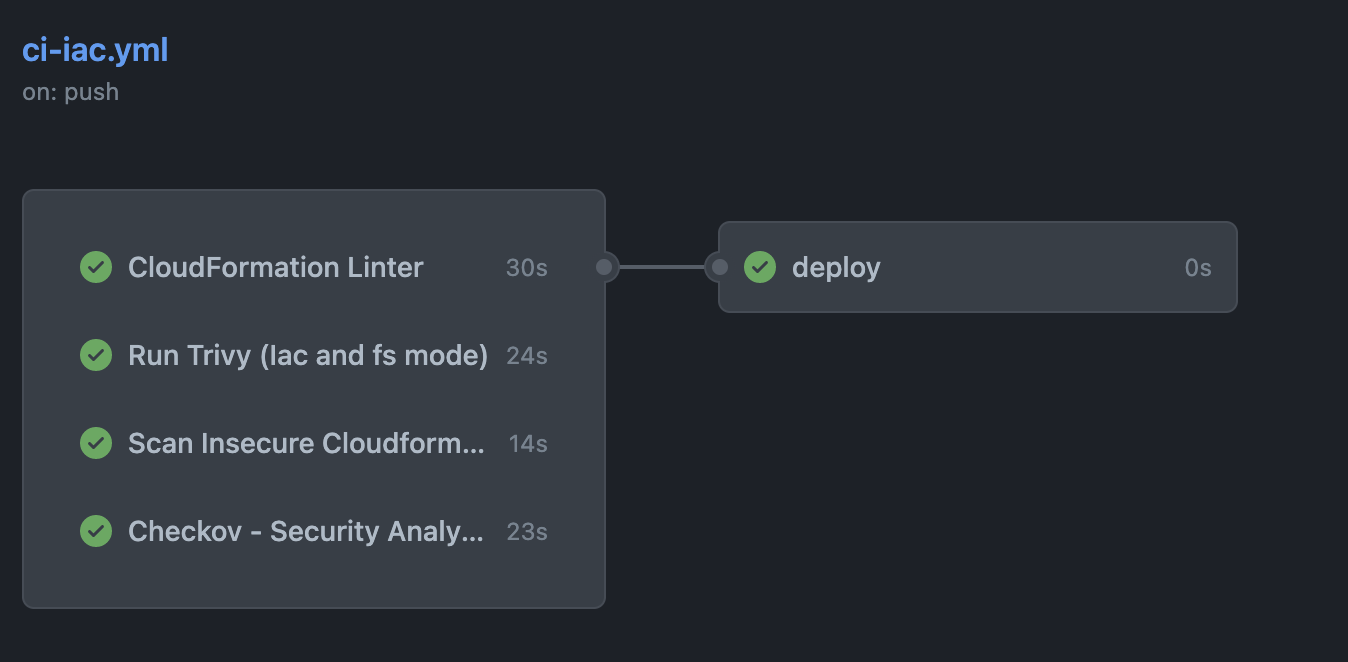 ci-iac.yml
on: push
CloudFormation Linter 30s
deploy 0s
Run Trivy (Iac and fs mode) 24s
Scan Insecure Cloudform... 14s
Checkov - Security Analy... 23s